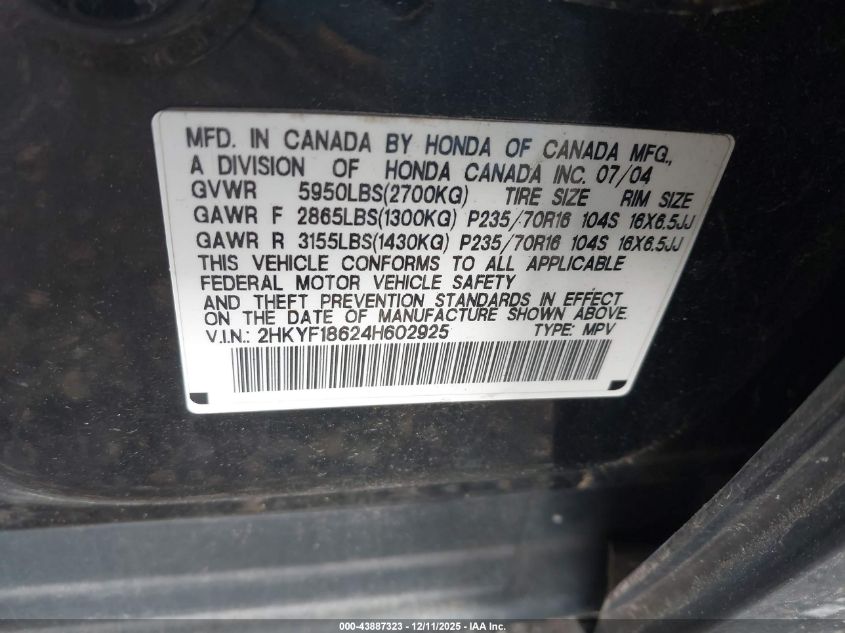 MFD. IN CANADA BY HONDA OF CANADA MFG.,
A DIVISION OF HONDA CANADA INC. 07/04
GVWR 5950LBS(2700KG) TIRE SIZE RIM SIZE
GAWR F 2865LBS(1300KG) P235/70R16 104S 16X6.5JJ
GAWR R 3155LBS(1430KG) P235/70R16 104S 16X6.5JJ
THIS VEHICLE CONFORMS TO ALL APPLICABLE
FEDERAL MOTOR VEHICLE SAFETY
AND THEFT PREVENTION STANDARDS IN EFFECT
ON THE DATE OF MANUFACTURE SHOWN ABOVE.
V.I.N.: 2HKYF18624H602925 TYPE: MPV
000-43887323 - 12/11/2025 - IAA Inc.